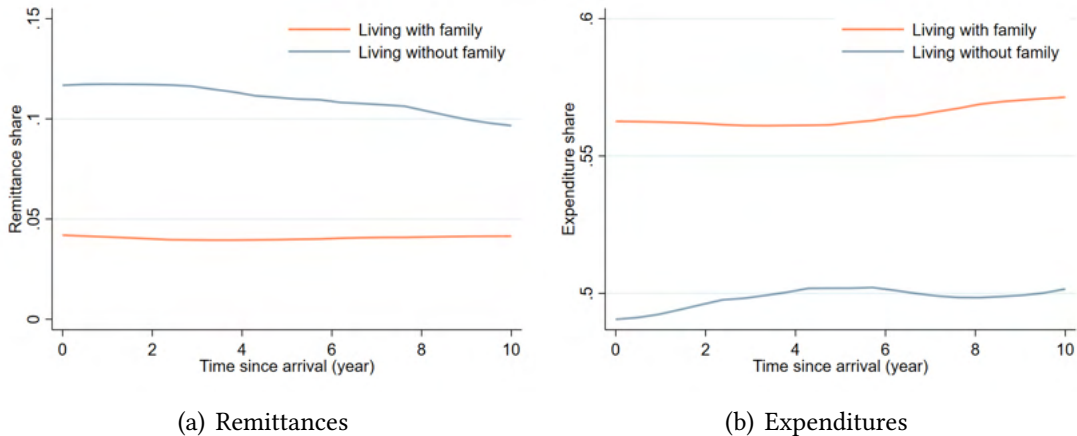 .15
.1
.05
0
Remittance share
Living with family
Living without family
0 2 4 6 8 10
Time since arrival (year)
(a) Remittances
.6
.55
.5
Expenditure share
Living with family
Living without family
0 2 4 6 8 10
Time since arrival (year)
(b) Expenditures